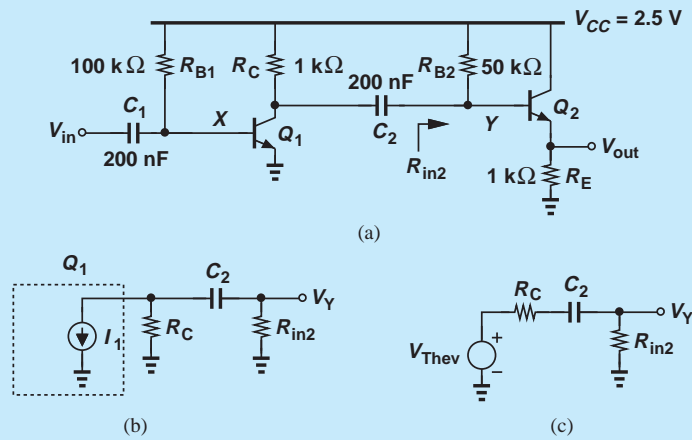 V_CC = 2.5 V
100 kΩ R_B1 R_C 1 kΩ 200 nF R_B2 50 kΩ
C_1 X Q_1 C_2 Y Q_2
V_in 200 nF R_in2 V_out
1 kΩ R_E
(a)
Q_1 C_2 V_Y
I_1 R_C R_in2
(b)
R_C C_2 V_Y
V_Thev + − R_in2
(c)